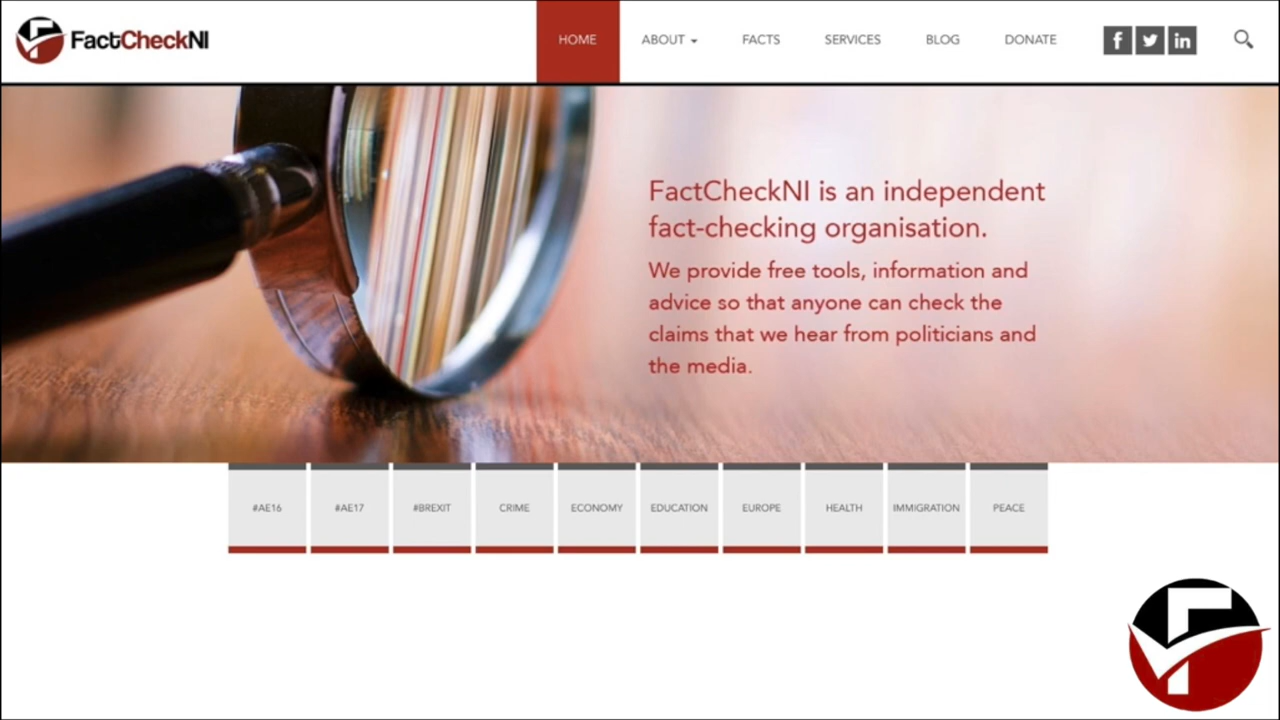 FactCheckNI
HOME
ABOUT
FACTS
SERVICES
BLOG
DONATE
FactCheckNI is an independent
fact-checking organisation.
We provide free tools, information and
advice so that anyone can check the
claims that we hear from politicians and
the media.
#AE16
#AE17
#BREXIT
CRIME
ECONOMY
EDUCATION
EUROPE
HEALTH
IMMIGRATION
PEACE